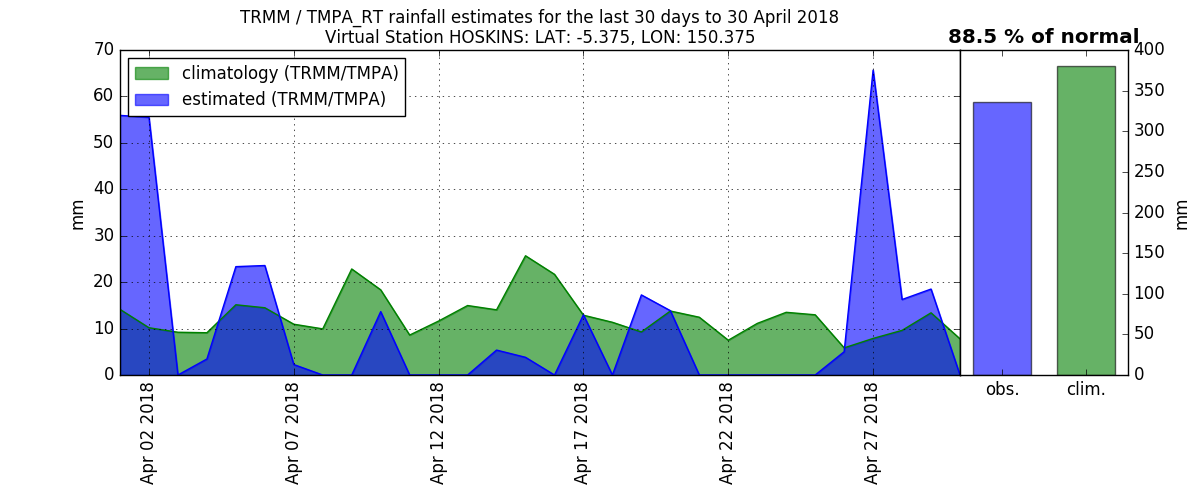 TRMM / TMPA_RT rainfall estimates for the last 30 days to 30 April 2018
Virtual Station HOSKINS: LAT: -5.375, LON: 150.375
88.5 % of normal
climatology (TRMM/TMPA)
estimated (TRMM/TMPA)
mm
70
60
50
40
30
20
10
0
Apr 02 2018
Apr 07 2018
Apr 12 2018
Apr 17 2018
Apr 22 2018
Apr 27 2018
obs.
clim.
400
350
300
250
200
150
100
50
0
mm